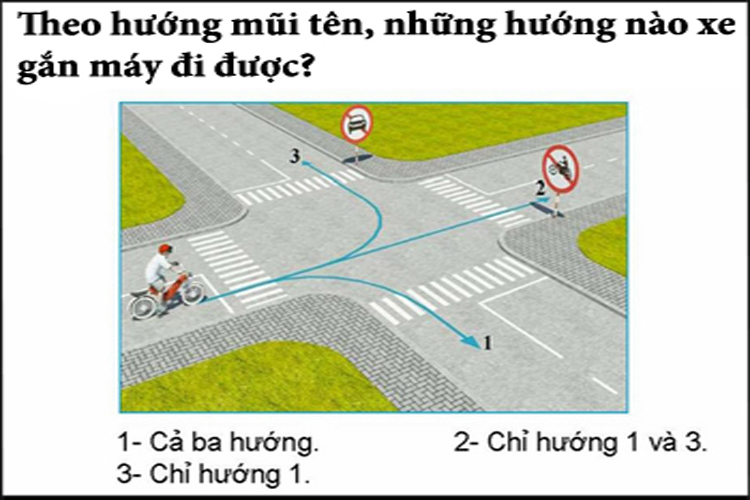 Theo hướng mũi tên, những hướng nào xe
gắn máy đi được?
3
2
1
1- Cả ba hướng.
2- Chỉ hướng 1 và 3.
3- Chỉ hướng 1.